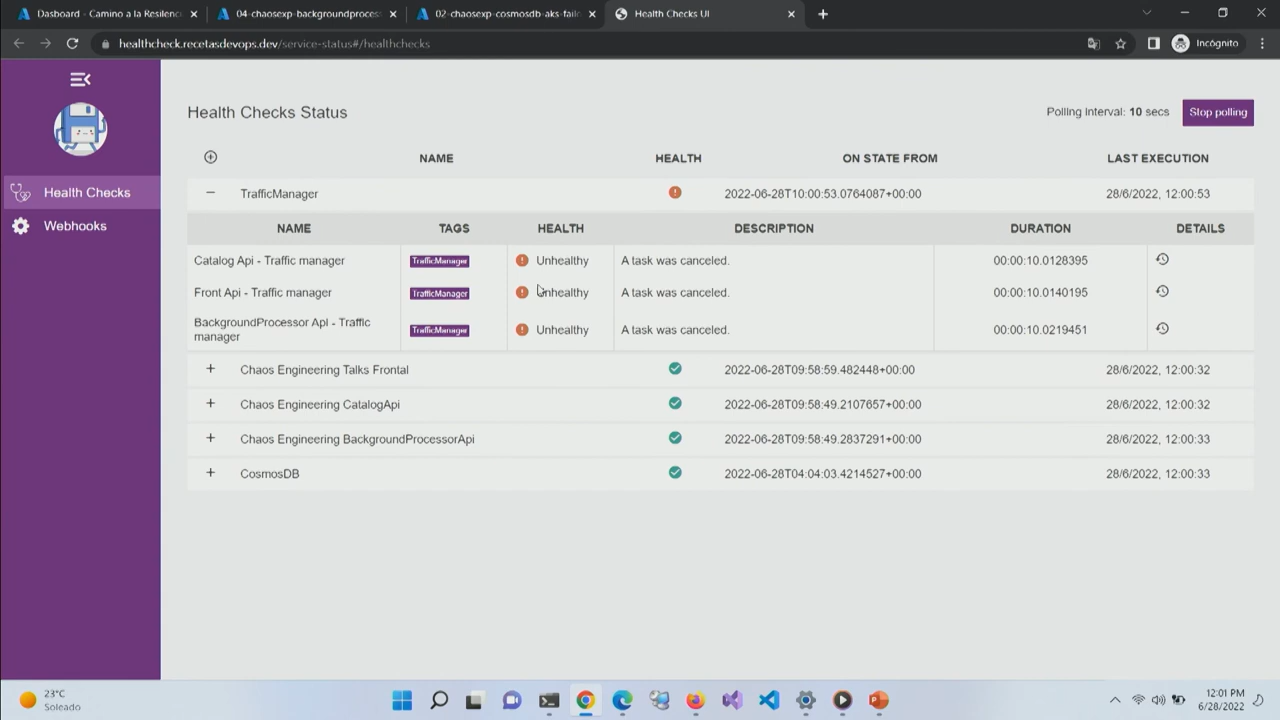 Dasboard - Camino a la Resilenc
04-chaosexp-backgroundproces
02-chaosexp-cosmosdb-aks-failo
Health Checks UI
healthcheck.recetasdevops.dev/service-status#/healthchecks
Incógnito
Health Checks
Webhooks
Health Checks Status
Polling interval: 10 secs
Stop polling
NAME HEALTH ON STATE FROM LAST EXECUTION
TrafficManager 2022-06-28T10:00:53.0764087+00:00 28/6/2022, 12:00:53
NAME TAGS HEALTH DESCRIPTION DURATION DETAILS
Catalog Api - Traffic manager TrafficManager Unhealthy A task was canceled. 00:00:10.0128395
Front Api - Traffic manager TrafficManager Unhealthy A task was canceled. 00:00:10.0140195
BackgroundProcessor Api - Traffic
manager
TrafficManager Unhealthy A task was canceled. 00:00:10.0219451
Chaos Engineering Talks Frontal 2022-06-28T09:58:59.482448+00:00 28/6/2022, 12:00:32
Chaos Engineering CatalogApi 2022-06-28T09:58:49.2107657+00:00 28/6/2022, 12:00:32
Chaos Engineering BackgroundProcessorApi 2022-06-28T09:58:49.2837291+00:00 28/6/2022, 12:00:33
CosmosDB 2022-06-28T04:04:03.4214527+00:00 28/6/2022, 12:00:33
23°C
Soleado
12:01 PM
6/28/2022